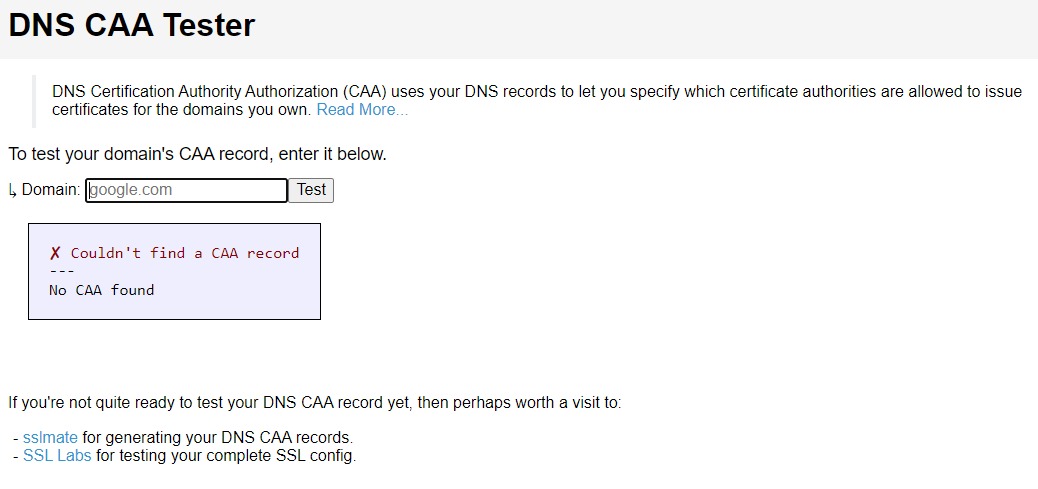 DNS CAA Tester
DNS Certification Authority Authorization (CAA) uses your DNS records to let you specify which certificate authorities are allowed to issue
certificates for the domains you own. Read More...
To test your domain's CAA record, enter it below.
↳ Domain: google.com Test
✗ Couldn't find a CAA record
---
No CAA found
If you're not quite ready to test your DNS CAA record yet, then perhaps worth a visit to:
- sslmate for generating your DNS CAA records.
- SSL Labs for testing your complete SSL config.